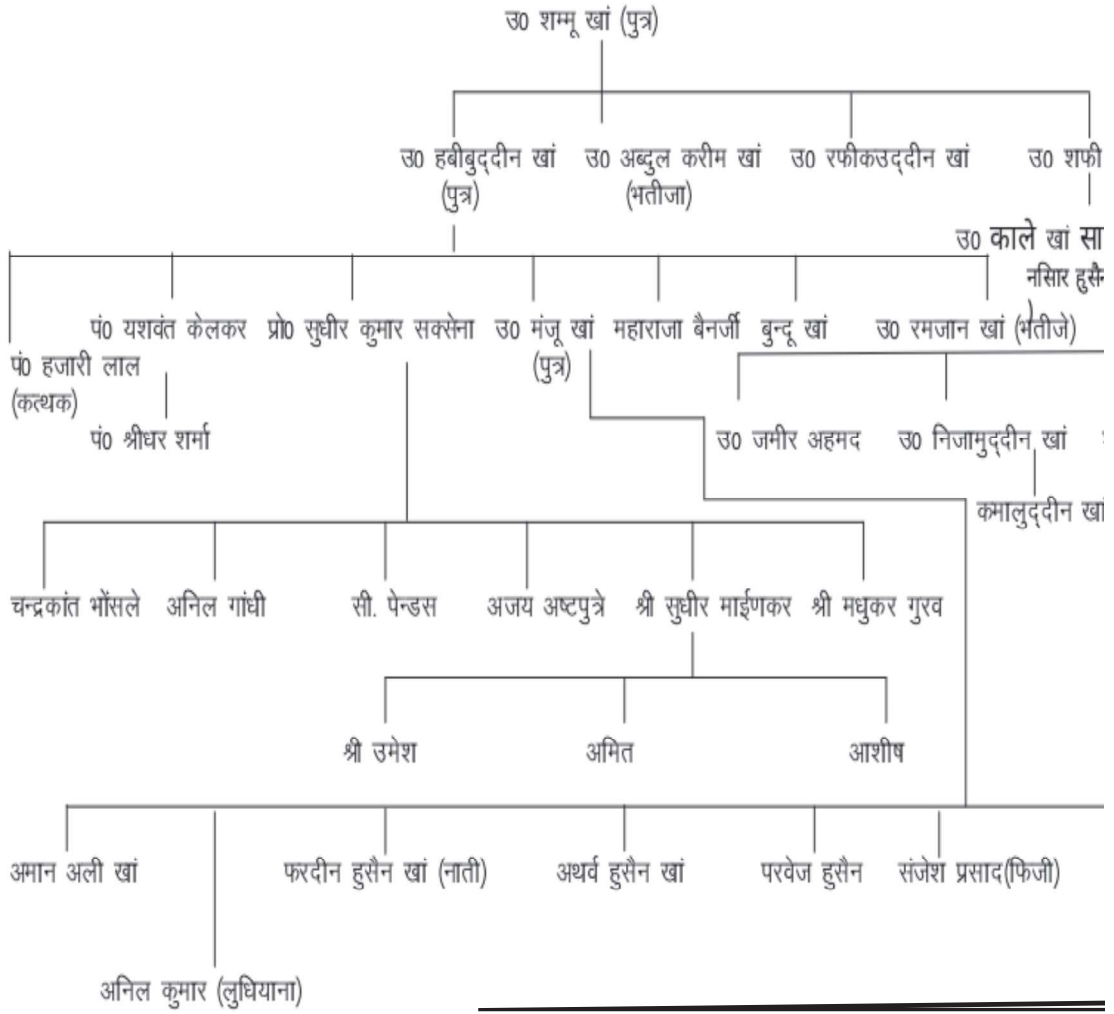 उ0 शम्मू खां (पुत्र)
उ0 हबीबुद्दीन खां उ0 अब्दुल करीम खां उ0 रफीकउद्दीन खां उ0 शफी
(पुत्र) (भतीजा)
उ0 काले खां सा
नसिार हुसैन
पं0 यशवंत केलकर प्रो0 सुधीर कुमार सक्सेना उ0 मंजू खां महाराजा बैनर्जी बुन्दू खां उ0 रमजान खां (भतीजे)
पं0 हजारी लाल (पुत्र)
(कत्थक)
पं0 श्रीधर शर्मा उ0 जमीर अहमद उ0 निजामुद्दीन खां
कमालुद्दीन खां
चन्द्रकांत भोंसले अनिल गांधी सी. पेन्डस अजय अष्टपुत्रे श्री सुधीर माईणकर श्री मधुकर गुरव
श्री उमेश अमित आशीष
अमान अली खां फरदीन हुसैन खां (नाती) अथर्व हुसैन खां परवेज हुसैन संजेश प्रसाद(फिजी)
अनिल कुमार (लुधियाना)